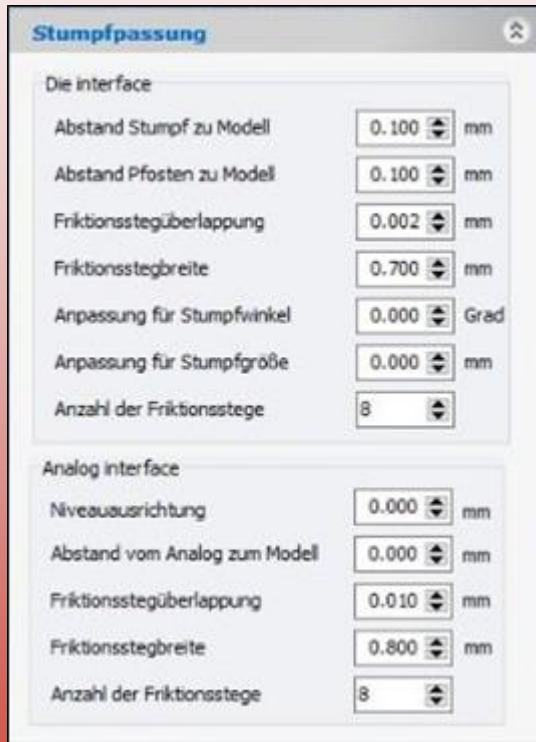 Stumpfpassung
Die interface
Abstand Stumpf zu Modell 0.100 mm
Abstand Pfosten zu Modell 0.100 mm
Friktionsstegüberlappung 0.002 mm
Friktionsstegbreite 0.700 mm
Anpassung für Stumpfwinkel 0.000 Grad
Anpassung für Stumpfgröße 0.000 mm
Anzahl der Friktionsstege 8
Analog interface
Niveauausrichtung 0.000 mm
Abstand vom Analog zum Modell 0.000 mm
Friktionsstegüberlappung 0.010 mm
Friktionsstegbreite 0.800 mm
Anzahl der Friktionsstege 8